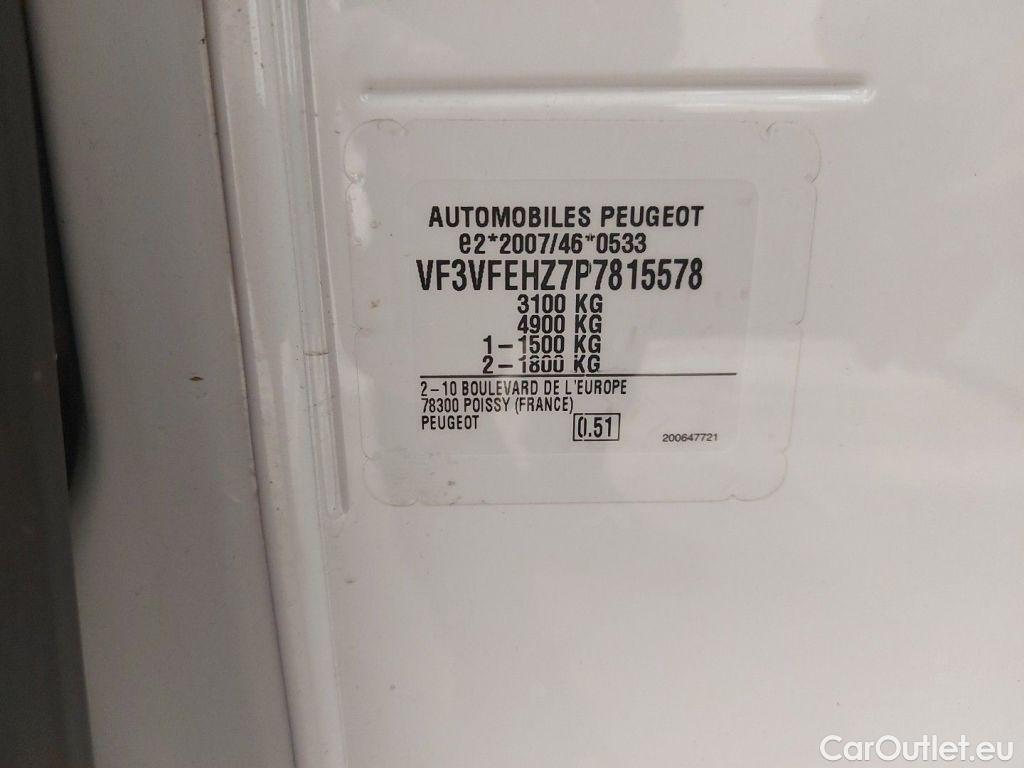 AUTOMOBILES PEUGEOT
e2*2007/46*0533
VF3VFEHZ7P7815578
3100 KG
4900 KG
1-1500 KG
2-1800 KG
2-10 BOULEVARD DE L'EUROPE
78300 POISSY (FRANCE)
PEUGEOT
0.51
200647721
CarOutlet.eu